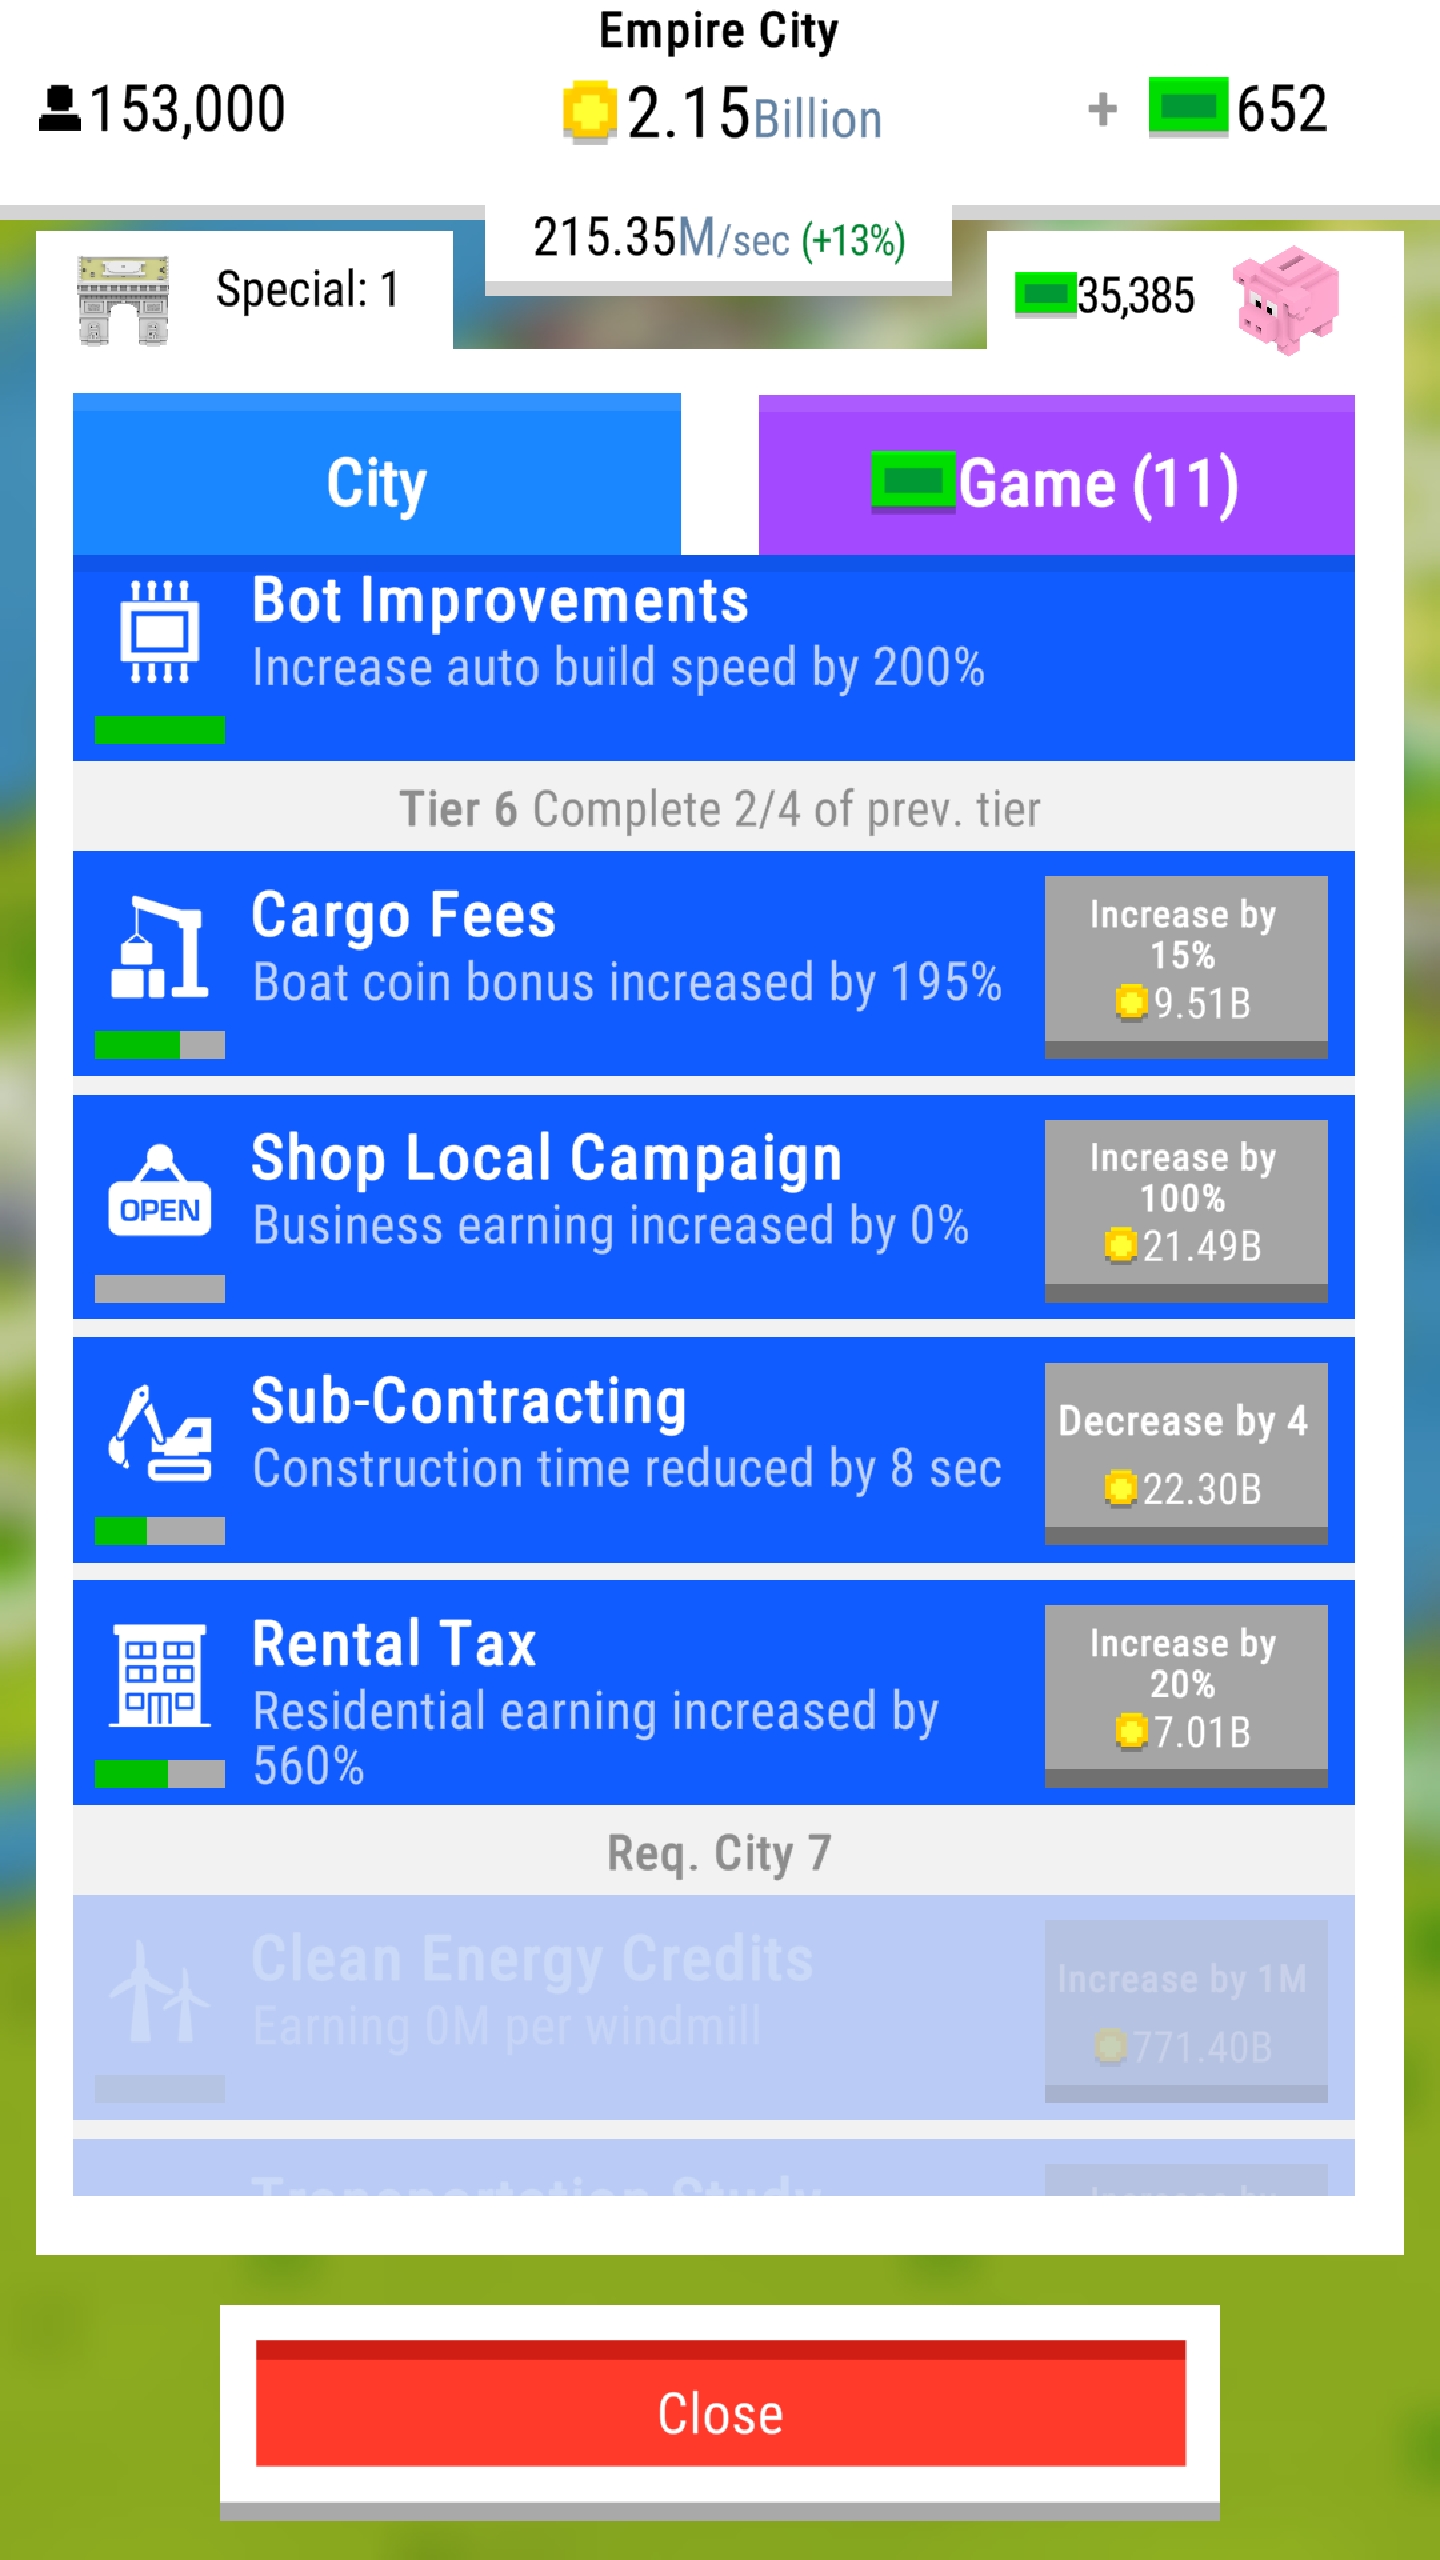 Empire City
153,000
2.15Billion
+ 652
215.35M/sec (+13%)
Special: 1
35,385
City
Game (11)
Bot Improvements
Increase auto build speed by 200%
Tier 6 Complete 2/4 of prev. tier
Cargo Fees
Boat coin bonus increased by 195%
Increase by
15%
9.51B
Shop Local Campaign
Business earning increased by 0%
OPEN
Increase by
100%
21.49B
Sub-Contracting
Construction time reduced by 8 sec
Decrease by 4
22.30B
Rental Tax
Residential earning increased by
560%
Increase by
20%
7.01B
Req. City 7
Clean Energy Credits
Earning 0M per windmill
Increase by 1M
771.40B
Transportation Study
Increase by
Close